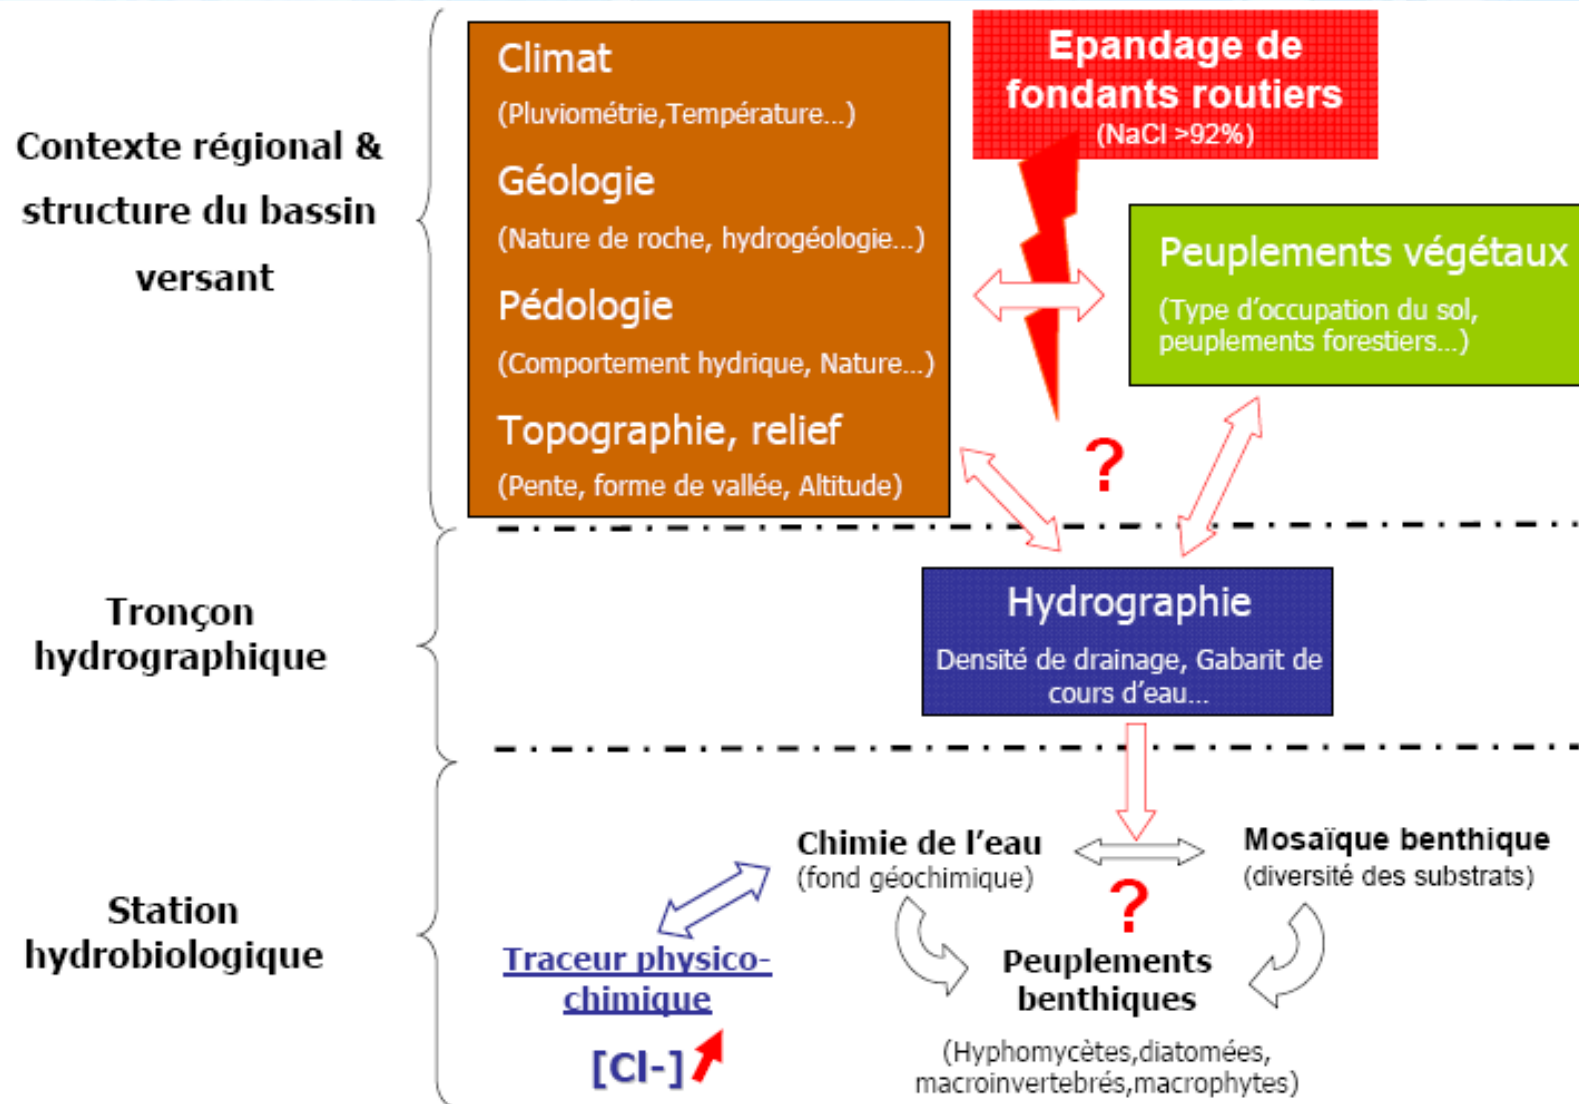 Contexte régional &
structure du bassin
versant
Climat
(Pluviométrie,Température...)
Géologie
(Nature de roche, hydrogéologie...)
Pédologie
(Comportement hydrique, Nature...)
Topographie, relief
(Pente, forme de vallée, Altitude)
Epandage de
fondants routiers
(NaCl >92%)
Peuplements végétaux
(Type d'occupation du sol,
peuplements forestiers...)
?
Tronçon
hydrographique
Hydrographie
Densité de drainage, Gabarit de
cours d'eau...
Station
hydrobiologique
Chimie de l'eau
(fond géochimique)
Mosaïque benthique
(diversité des substrats)
?
Traceur physico-
chimique
[Cl-]
Peuplements
benthiques
(Hyphomycètes,diatomées,
macroinvertebrés,macrophytes)